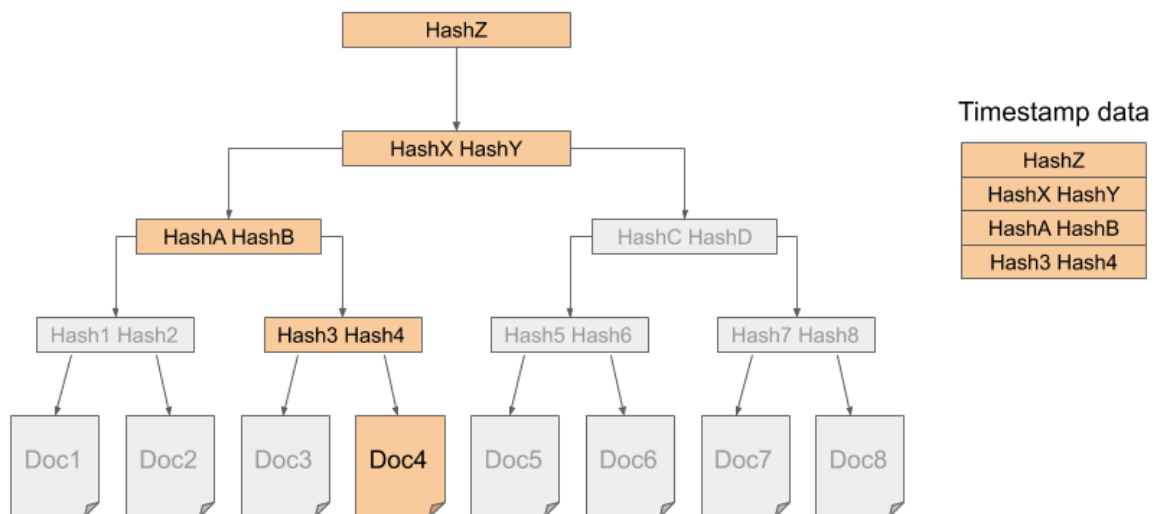 HashZ
HashX HashY
HashA HashB
HashC HashD
Hash1 Hash2
Hash3 Hash4
Hash5 Hash6
Hash7 Hash8
Doc1
Doc2
Doc3
Doc4
Doc5
Doc6
Doc7
Doc8
Timestamp data
HashZ
HashX HashY
HashA HashB
Hash3 Hash4